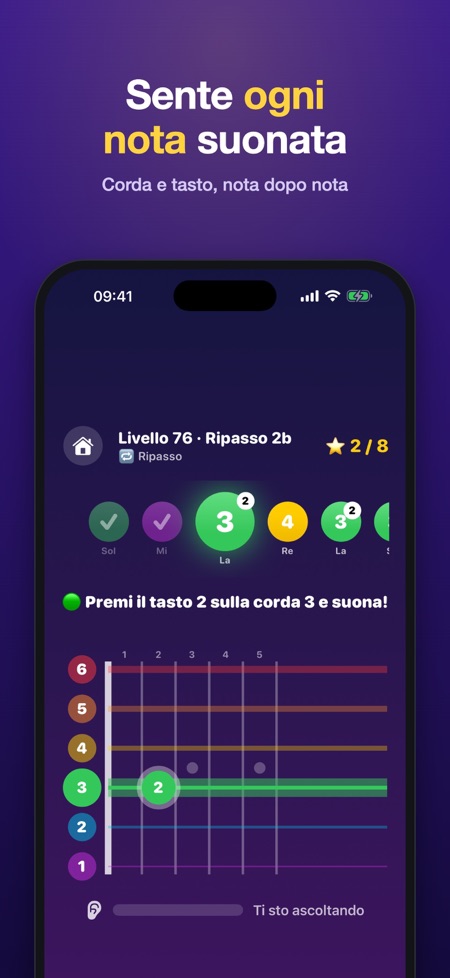 Sente ogni
nota suonata
Corda e tasto, nota dopo nota
09:41
Livello 76 · Ripasso 2b
🔁 Ripasso
⭐ 2 / 8
2
2
3
4
3
Sol
Mi
La
Re
La
🟢 Premi il tasto 2 sulla corda 3 e suona!
1 2 3 4 5
6
5
4
3
2
2
1
Ti sto ascoltando